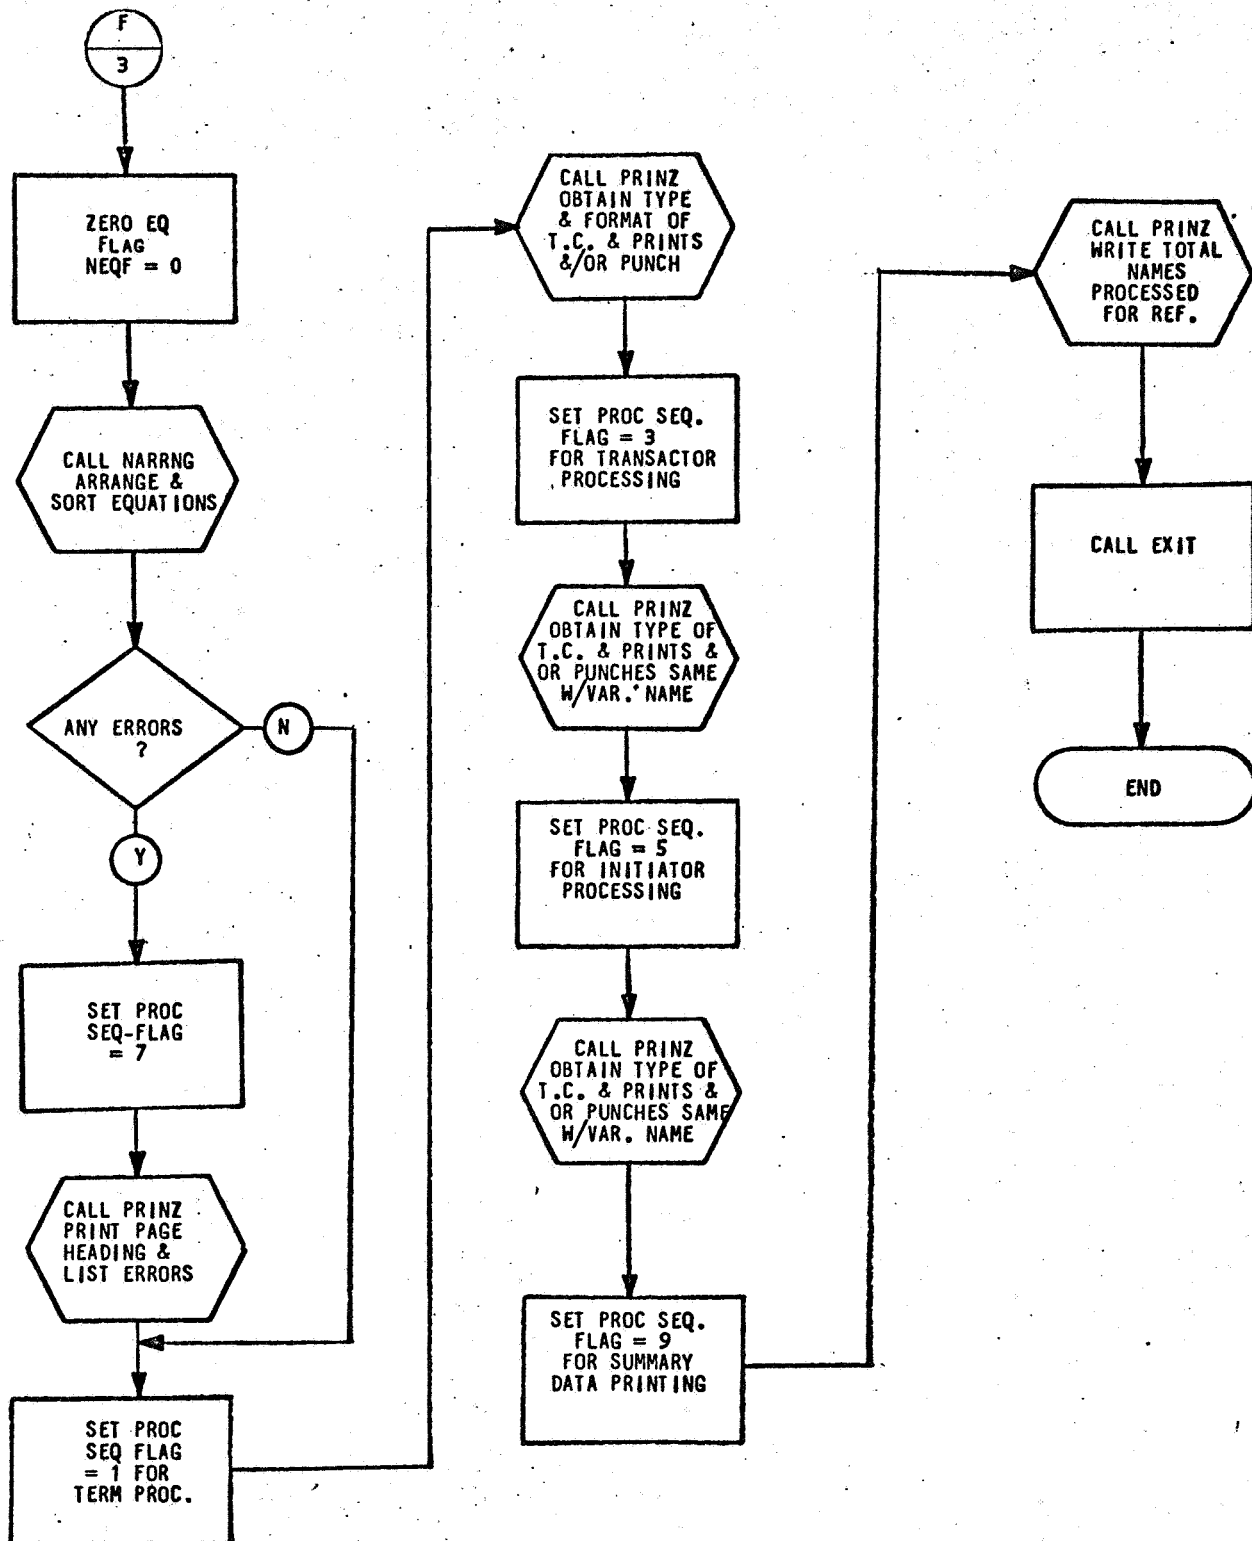 F
3
ZERO EQ
FLAG
NEQF = 0
CALL NARRNG
ARRANGE &
SORT EQUATIONS
ANY ERRORS
?
N
Y
SET PROC
SEQ-FLAG
= 7
CALL PRINZ
PRINT PAGE
HEADING &
LIST ERRORS
SET PROC
SEQ FLAG
= 1 FOR
TERM PROC.
CALL PRINZ
OBTAIN TYPE
& FORMAT OF
T.C. & PRINTS
&/OR PUNCH
SET PROC SEQ.
FLAG = 3
FOR TRANSACTOR
PROCESSING
CALL PRINZ
OBTAIN TYPE OF
T.C. & PRINTS &
OR PUNCHES SAME
W/VAR. NAME
SET PROC SEQ.
FLAG = 5
FOR INITIATOR
PROCESSING
CALL PRINZ
OBTAIN TYPE OF
T.C. & PRINTS &
OR PUNCHES SAME
W/VAR. NAME
SET PROC SEQ.
FLAG = 9
FOR SUMMARY
DATA PRINTING
CALL PRINZ
WRITE TOTAL
NAMES
PROCESSED
FOR REF.
CALL EXIT
END